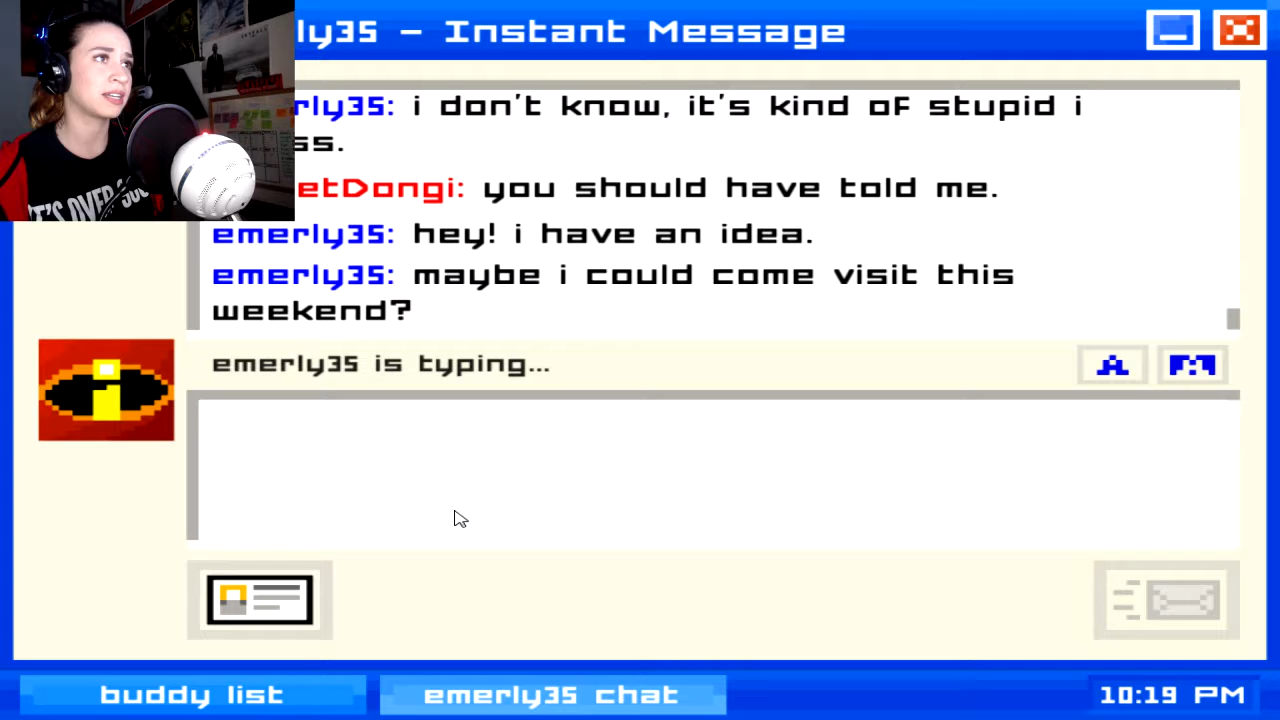 ly35 - Instant Message
rly35: i don't know, it's kind of stupid i
ss.
etDongi: you should have told me.
emerly35: hey! i have an idea.
emerly35: maybe i could come visit this
weekend?
emerly35 is typing...
A
buddy list
emerly35 chat
10:19 PM
IT'S OVER